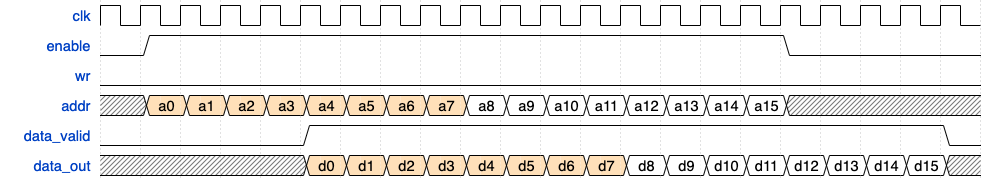 clk
enable
wr
addr a0 a1 a2 a3 a4 a5 a6 a7 a8 a9 a10 a11 a12 a13 a14 a15
data_valid
data_out d0 d1 d2 d3 d4 d5 d6 d7 d8 d9 d10 d11 d12 d13 d14 d15